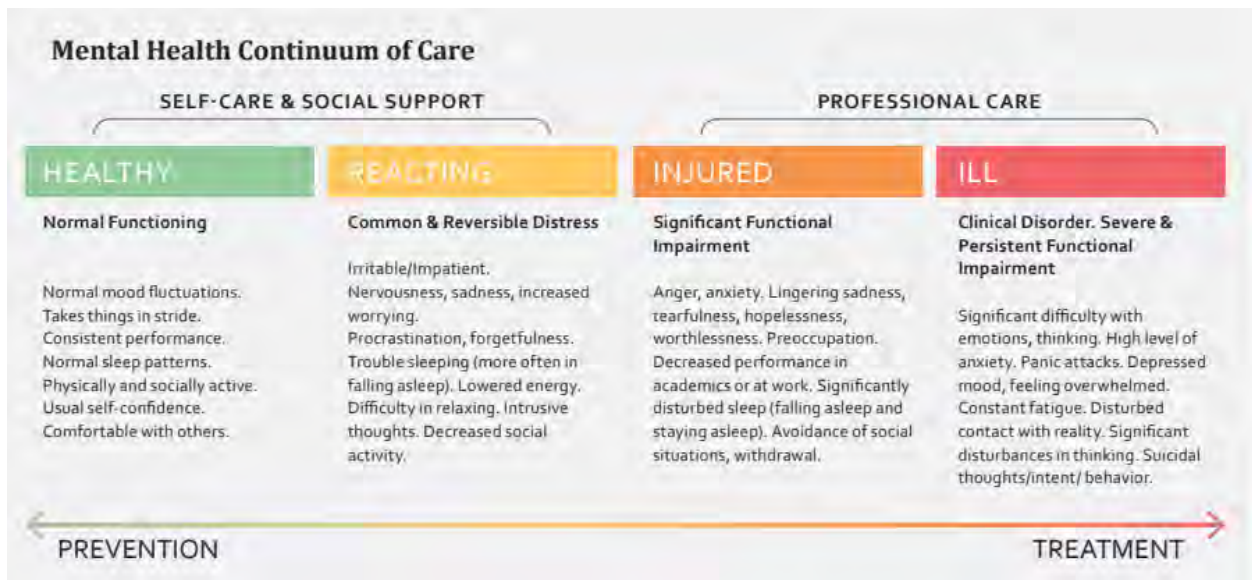 Mental Health Continuum of Care
SELF-CARE & SOCIAL SUPPORT
PROFESSIONAL CARE
HEALTHY
Normal Functioning
Normal mood fluctuations.
Takes things in stride.
Consistent performance.
Normal sleep patterns.
Physically and socially active.
Usual self-confidence.
Comfortable with others.
REACTING
Common & Reversible Distress
Irritable/Impatient.
Nervousness, sadness, increased
worrying.
Procrastination, forgetfulness.
Trouble sleeping (more often in
falling asleep). Lowered energy.
Difficulty in relaxing. Intrusive
thoughts. Decreased social
activity.
INJURED
Significant Functional
Impairment
Anger, anxiety. Lingering sadness,
tearfulness, hopelessness,
worthlessness. Preoccupation.
Decreased performance in
academics or at work. Significantly
disturbed sleep (falling asleep and
staying asleep). Avoidance of social
situations, withdrawal.
ILL
Clinical Disorder. Severe &
Persistent Functional
Impairment
Significant difficulty with
emotions, thinking. High level of
anxiety. Panic attacks. Depressed
mood, feeling overwhelmed.
Constant fatigue. Disturbed
contact with reality. Significant
disturbances in thinking. Suicidal
thoughts/intent/ behavior.
PREVENTION
TREATMENT